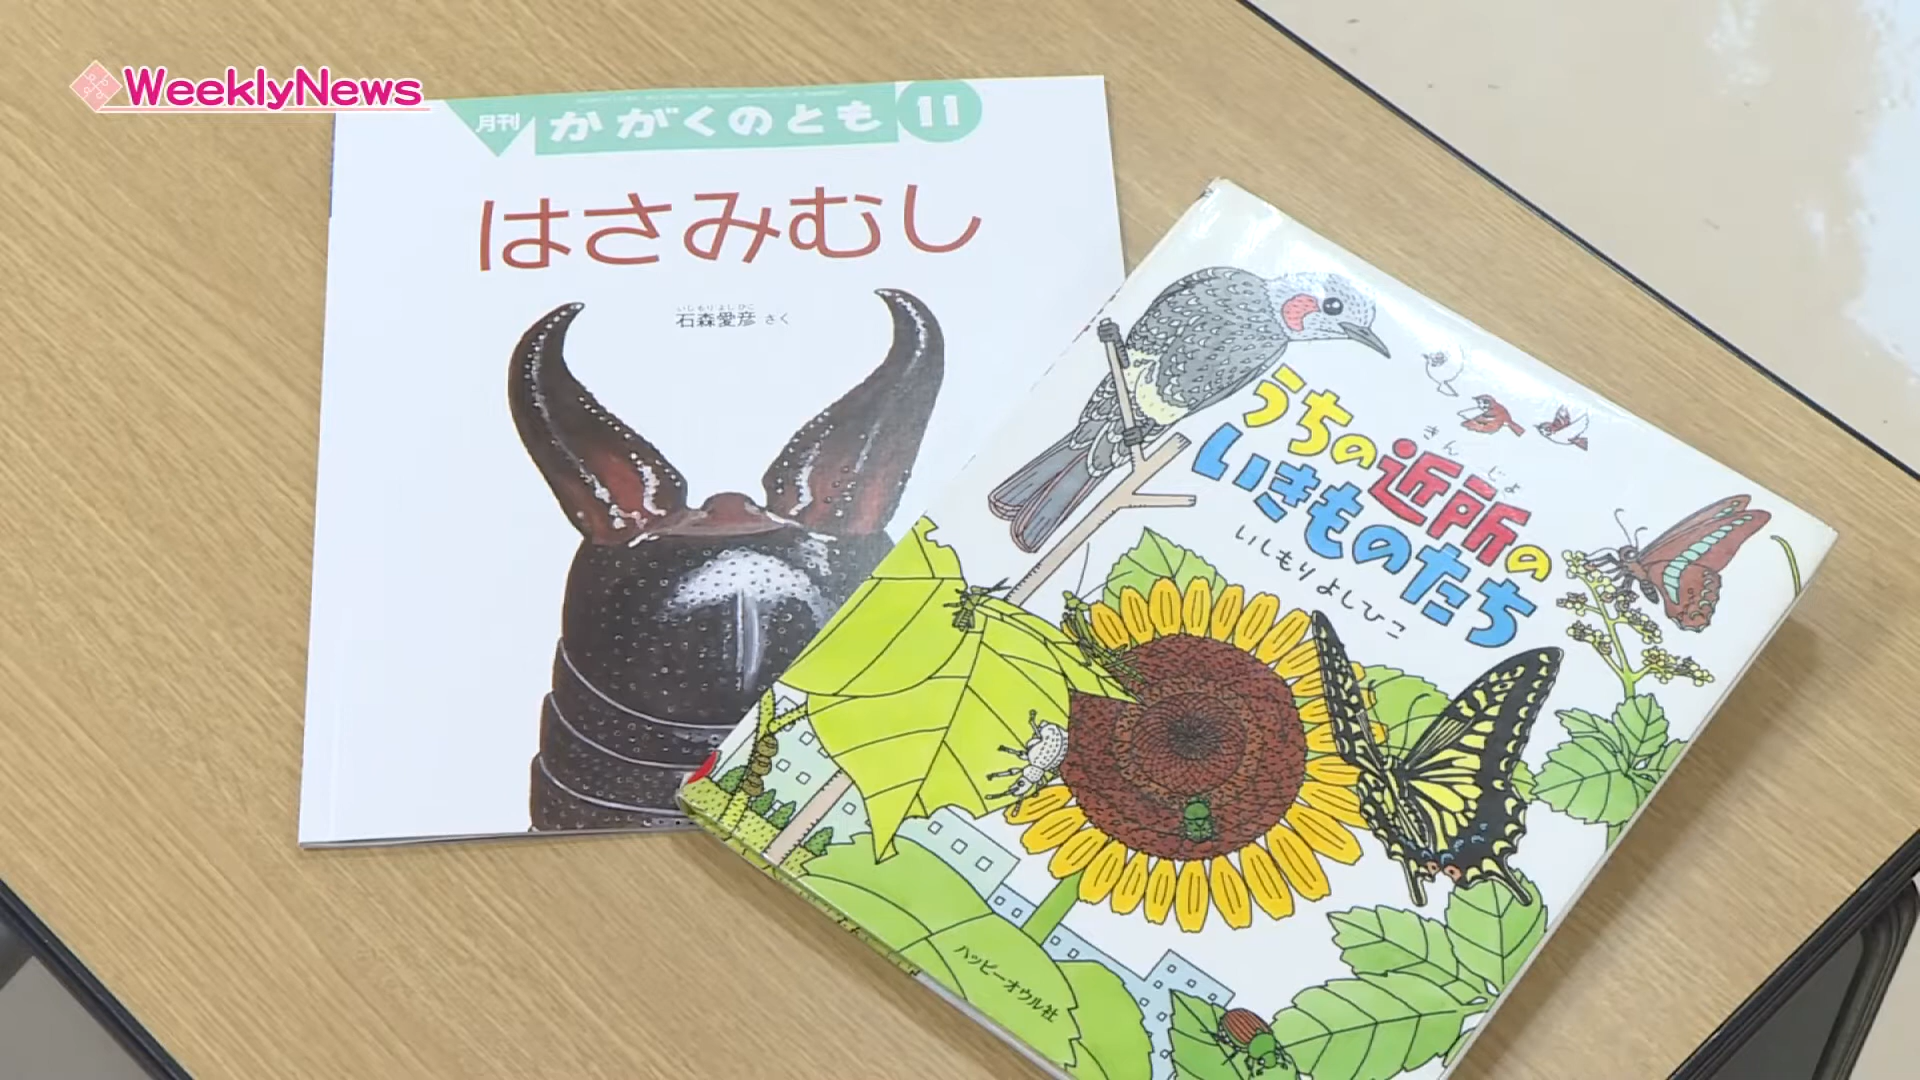 WeeklyNews
月刊 かがくのとも 11
はさみむし
いしもりよしひこ
石森愛彦 さく
きんじょ
うちの近所の
いきものたち
いしもりよしひこ
ハッピーオウル社